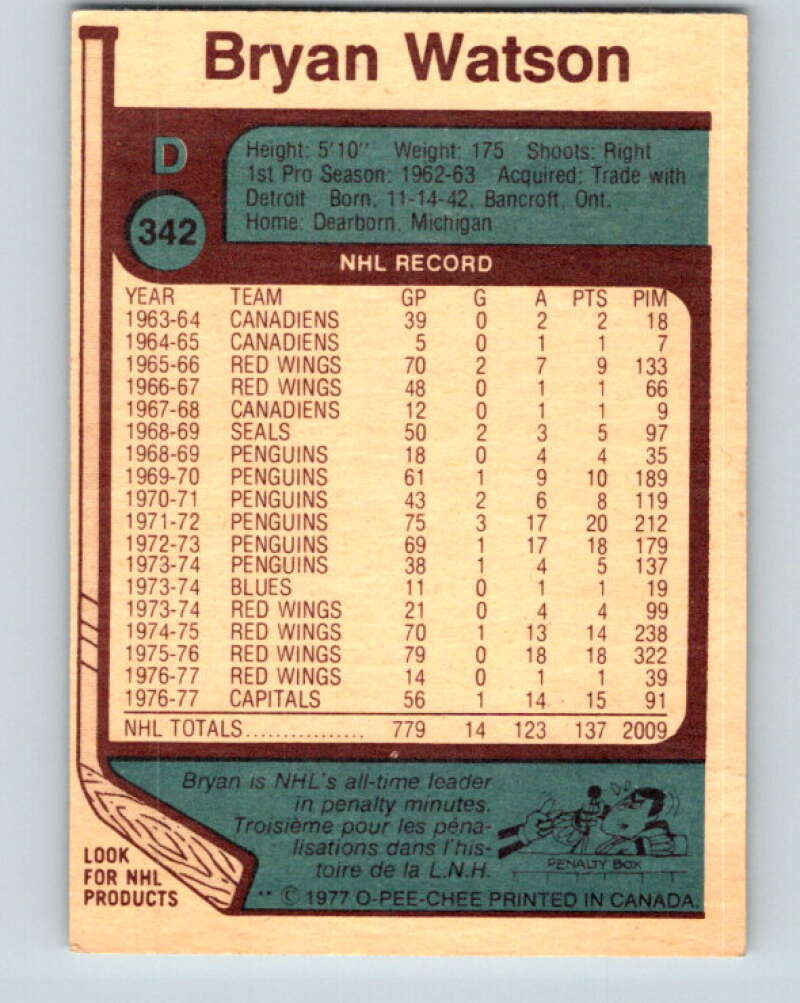 Bryan Watson
D
342
Height: 5'10" Weight: 175 Shoots: Right
1st Pro Season: 1962-63 Acquired: Trade with
Detroit Born: 11-14-42, Bancroft, Ont.
Home: Dearborn, Michigan
NHL RECORD
YEAR TEAM GP G A PTS PIM
1963-64 CANADIENS 39 0 2 2 18
1964-65 CANADIENS 5 0 1 1 7
1965-66 RED WINGS 70 2 7 9 133
1966-67 RED WINGS 48 0 1 1 66
1967-68 CANADIENS 12 0 1 1 9
1968-69 SEALS 50 2 3 5 97
1968-69 PENGUINS 18 0 4 4 35
1969-70 PENGUINS 61 1 9 10 189
1970-71 PENGUINS 43 2 6 8 119
1971-72 PENGUINS 75 3 17 20 212
1972-73 PENGUINS 69 1 17 18 179
1973-74 PENGUINS 38 1 4 5 137
1973-74 BLUES 11 0 1 1 19
1973-74 RED WINGS 21 0 4 4 99
1974-75 RED WINGS 70 1 13 14 238
1975-76 RED WINGS 79 0 18 18 322
1976-77 RED WINGS 14 0 1 1 39
1976-77 CAPITALS 56 1 14 15 91
NHL TOTALS................ 779 14 123 137 2009
Bryan is NHL's all-time leader
in penalty minutes.
Troisième pour les péna-
lisations dans l'his-
toire de la L.N.H.
PENALTY BOX
LOOK
FOR NHL
PRODUCTS
** © 1977 O-PEE-CHEE PRINTED IN CANADA.